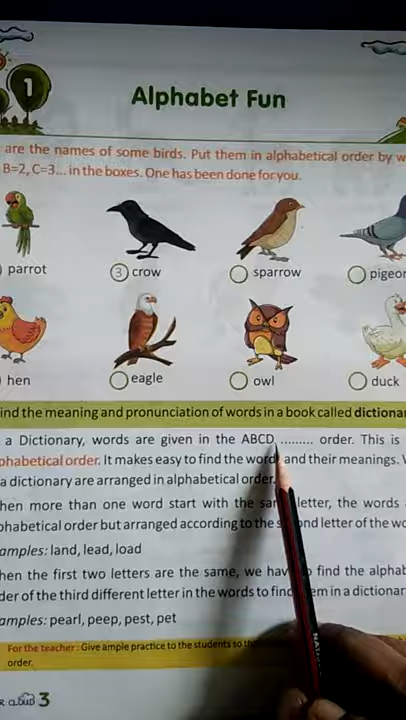 1
Alphabet Fun
are the names of some birds. Put them in alphabetical order by w
B=2, C=3... in the boxes. One has been done for you.
parrot
3 crow
sparrow
pigeor
hen
eagle
owl
duck
ind the meaning and pronunciation of words in a book called dictionar
a Dictionary, words are given in the ABCD ......... order. This is
phabetical order. It makes easy to find the word and their meanings. V
a dictionary are arranged in alphabetical order.
hen more than one word start with the letter, the words
phabetical order but arranged according to the letter of the wo
amples: land, lead, load
hen the first two letters are the same, we hav find the alphab
der of the third different letter in the words to find in a dictionar
amples: pearl, peep, pest, pet
For the teacher : Give ample practice to the students so
order.
3